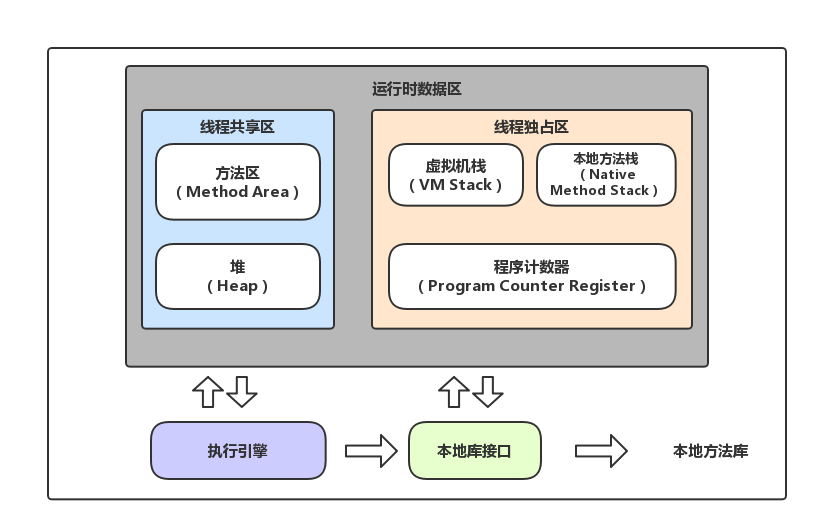 运行时数据区
线程共享区
方法区
（Method Area）
堆
（Heap）
线程独占区
虚拟机栈
（VM Stack）
本地方法栈
（Native
Method Stack）
程序计数器
（Program Counter Register）
执行引擎
本地库接口
本地方法库